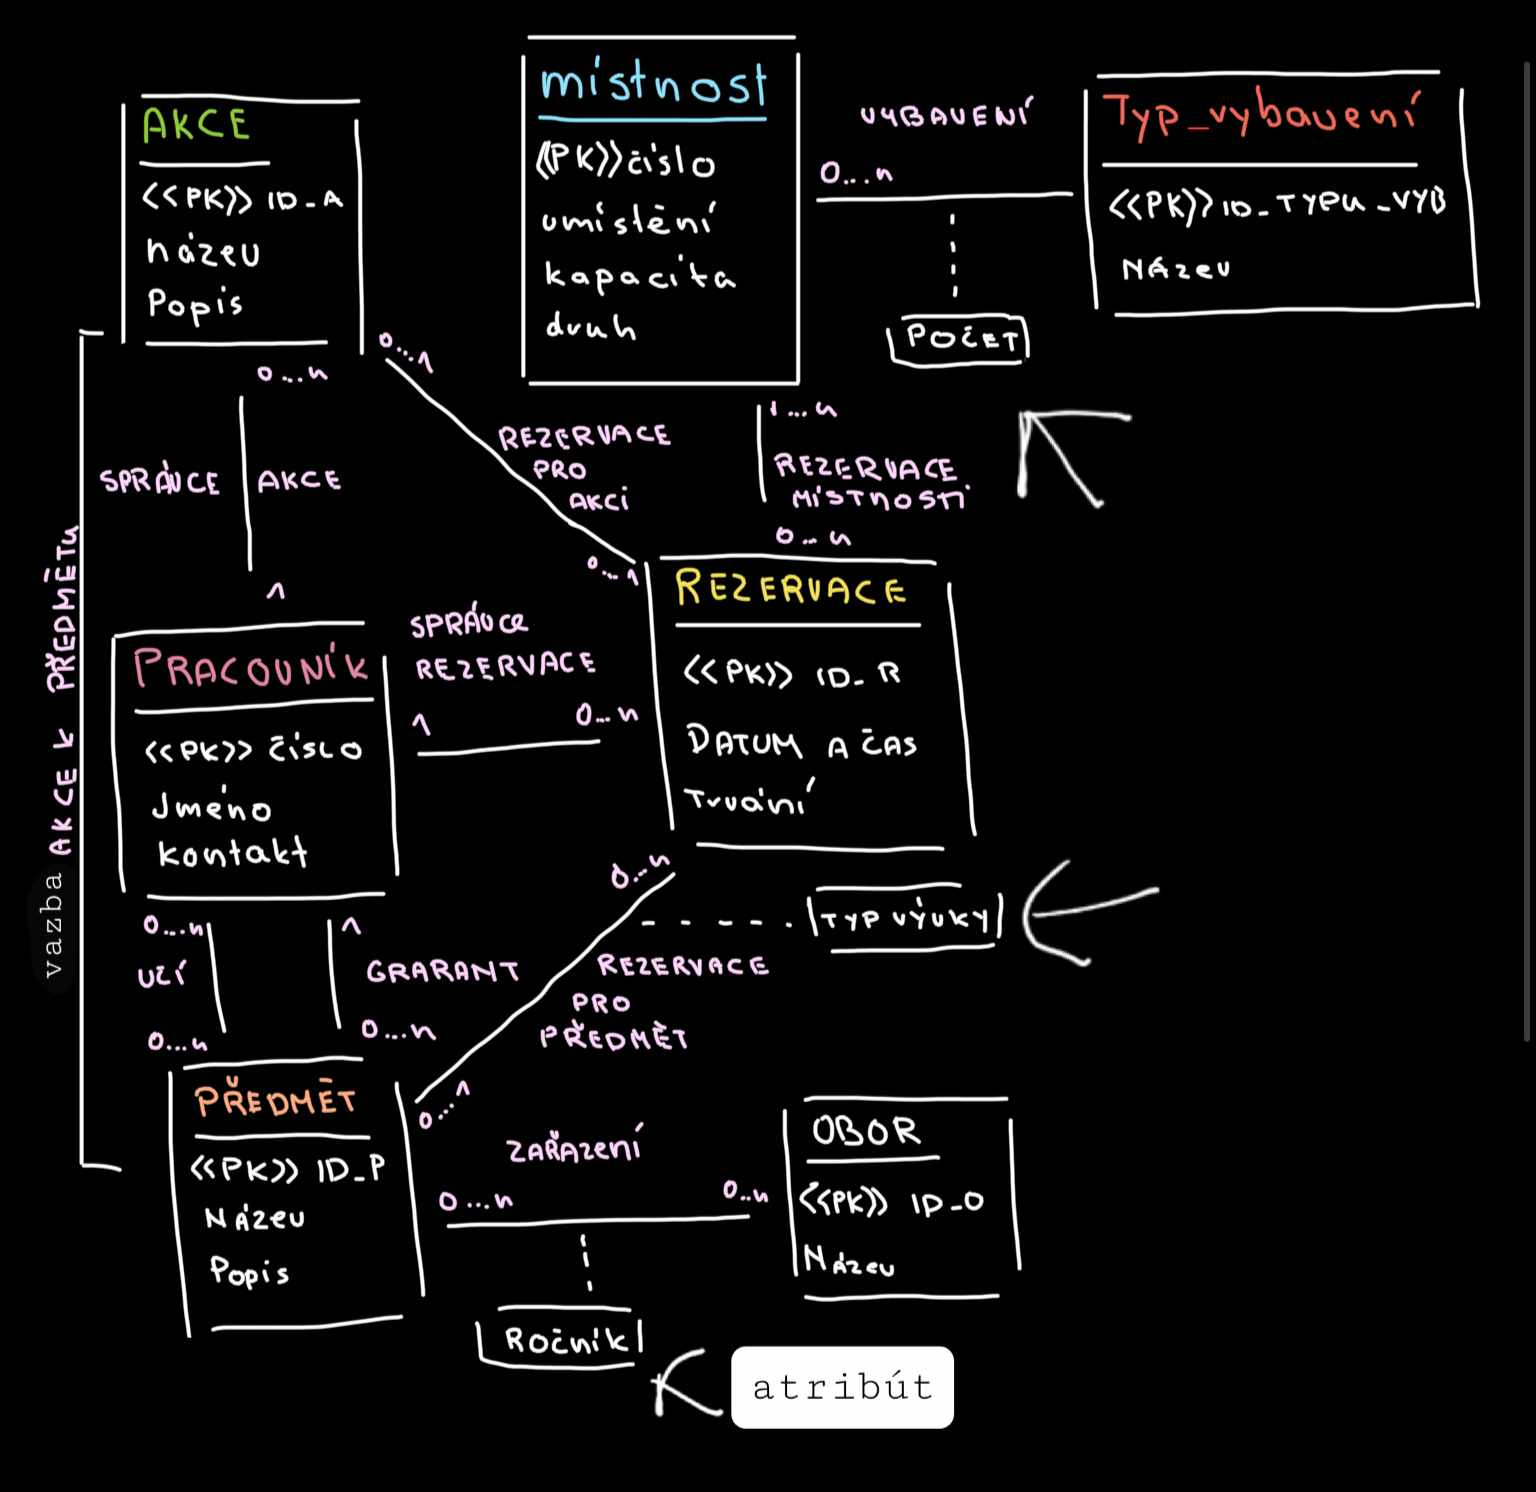 AKCE
<<PK>> ID_A
název
Popis
místnost
<<PK>> číslo
umístění
kapacita
druh
VYBAVENÍ
0...n
POČET
Typ_vybavení
<<PK>> ID_TYPU_VYB
Název
0...n
SPRÁVCE AKCE
1
0...1
REZERVACE
PRO
AKCI
0...1
1...n
REZERVACE
MÍSTNOSTI
0...n
vazba AKCE k PŘEDMĚTU
PRACOVNÍK
<<PK>> číslo
Jméno
kontakt
SPRÁVCE
REZERVACE
1
0...n
REZERVACE
<<PK>> ID_R
DATUM A ČAS
Trvání
0...n
UČÍ
0...n
1
GRARANT
0...n
0...n
TYP VÝUKY
REZERVACE
PRO
PŘEDMĚT
0...1
PŘEDMĚT
<<PK>> ID_P
Název
Popis
ZAŘAZENÍ
0...n
0..n
Ročník
OBOR
<<PK>> ID_O
Název
atribút